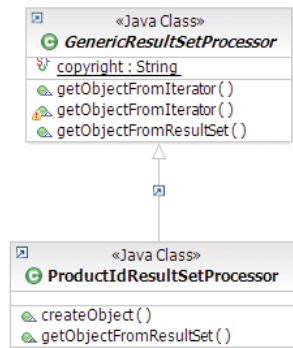 «Java Class»
GenericResultSetProcessor
copyright : String
getObjectFromIterator ( )
getObjectFromIterator ( )
getObjectFromResultSet ( )
«Java Class»
ProductIdResultSetProcessor
createObject ( )
getObjectFromResultSet ( )